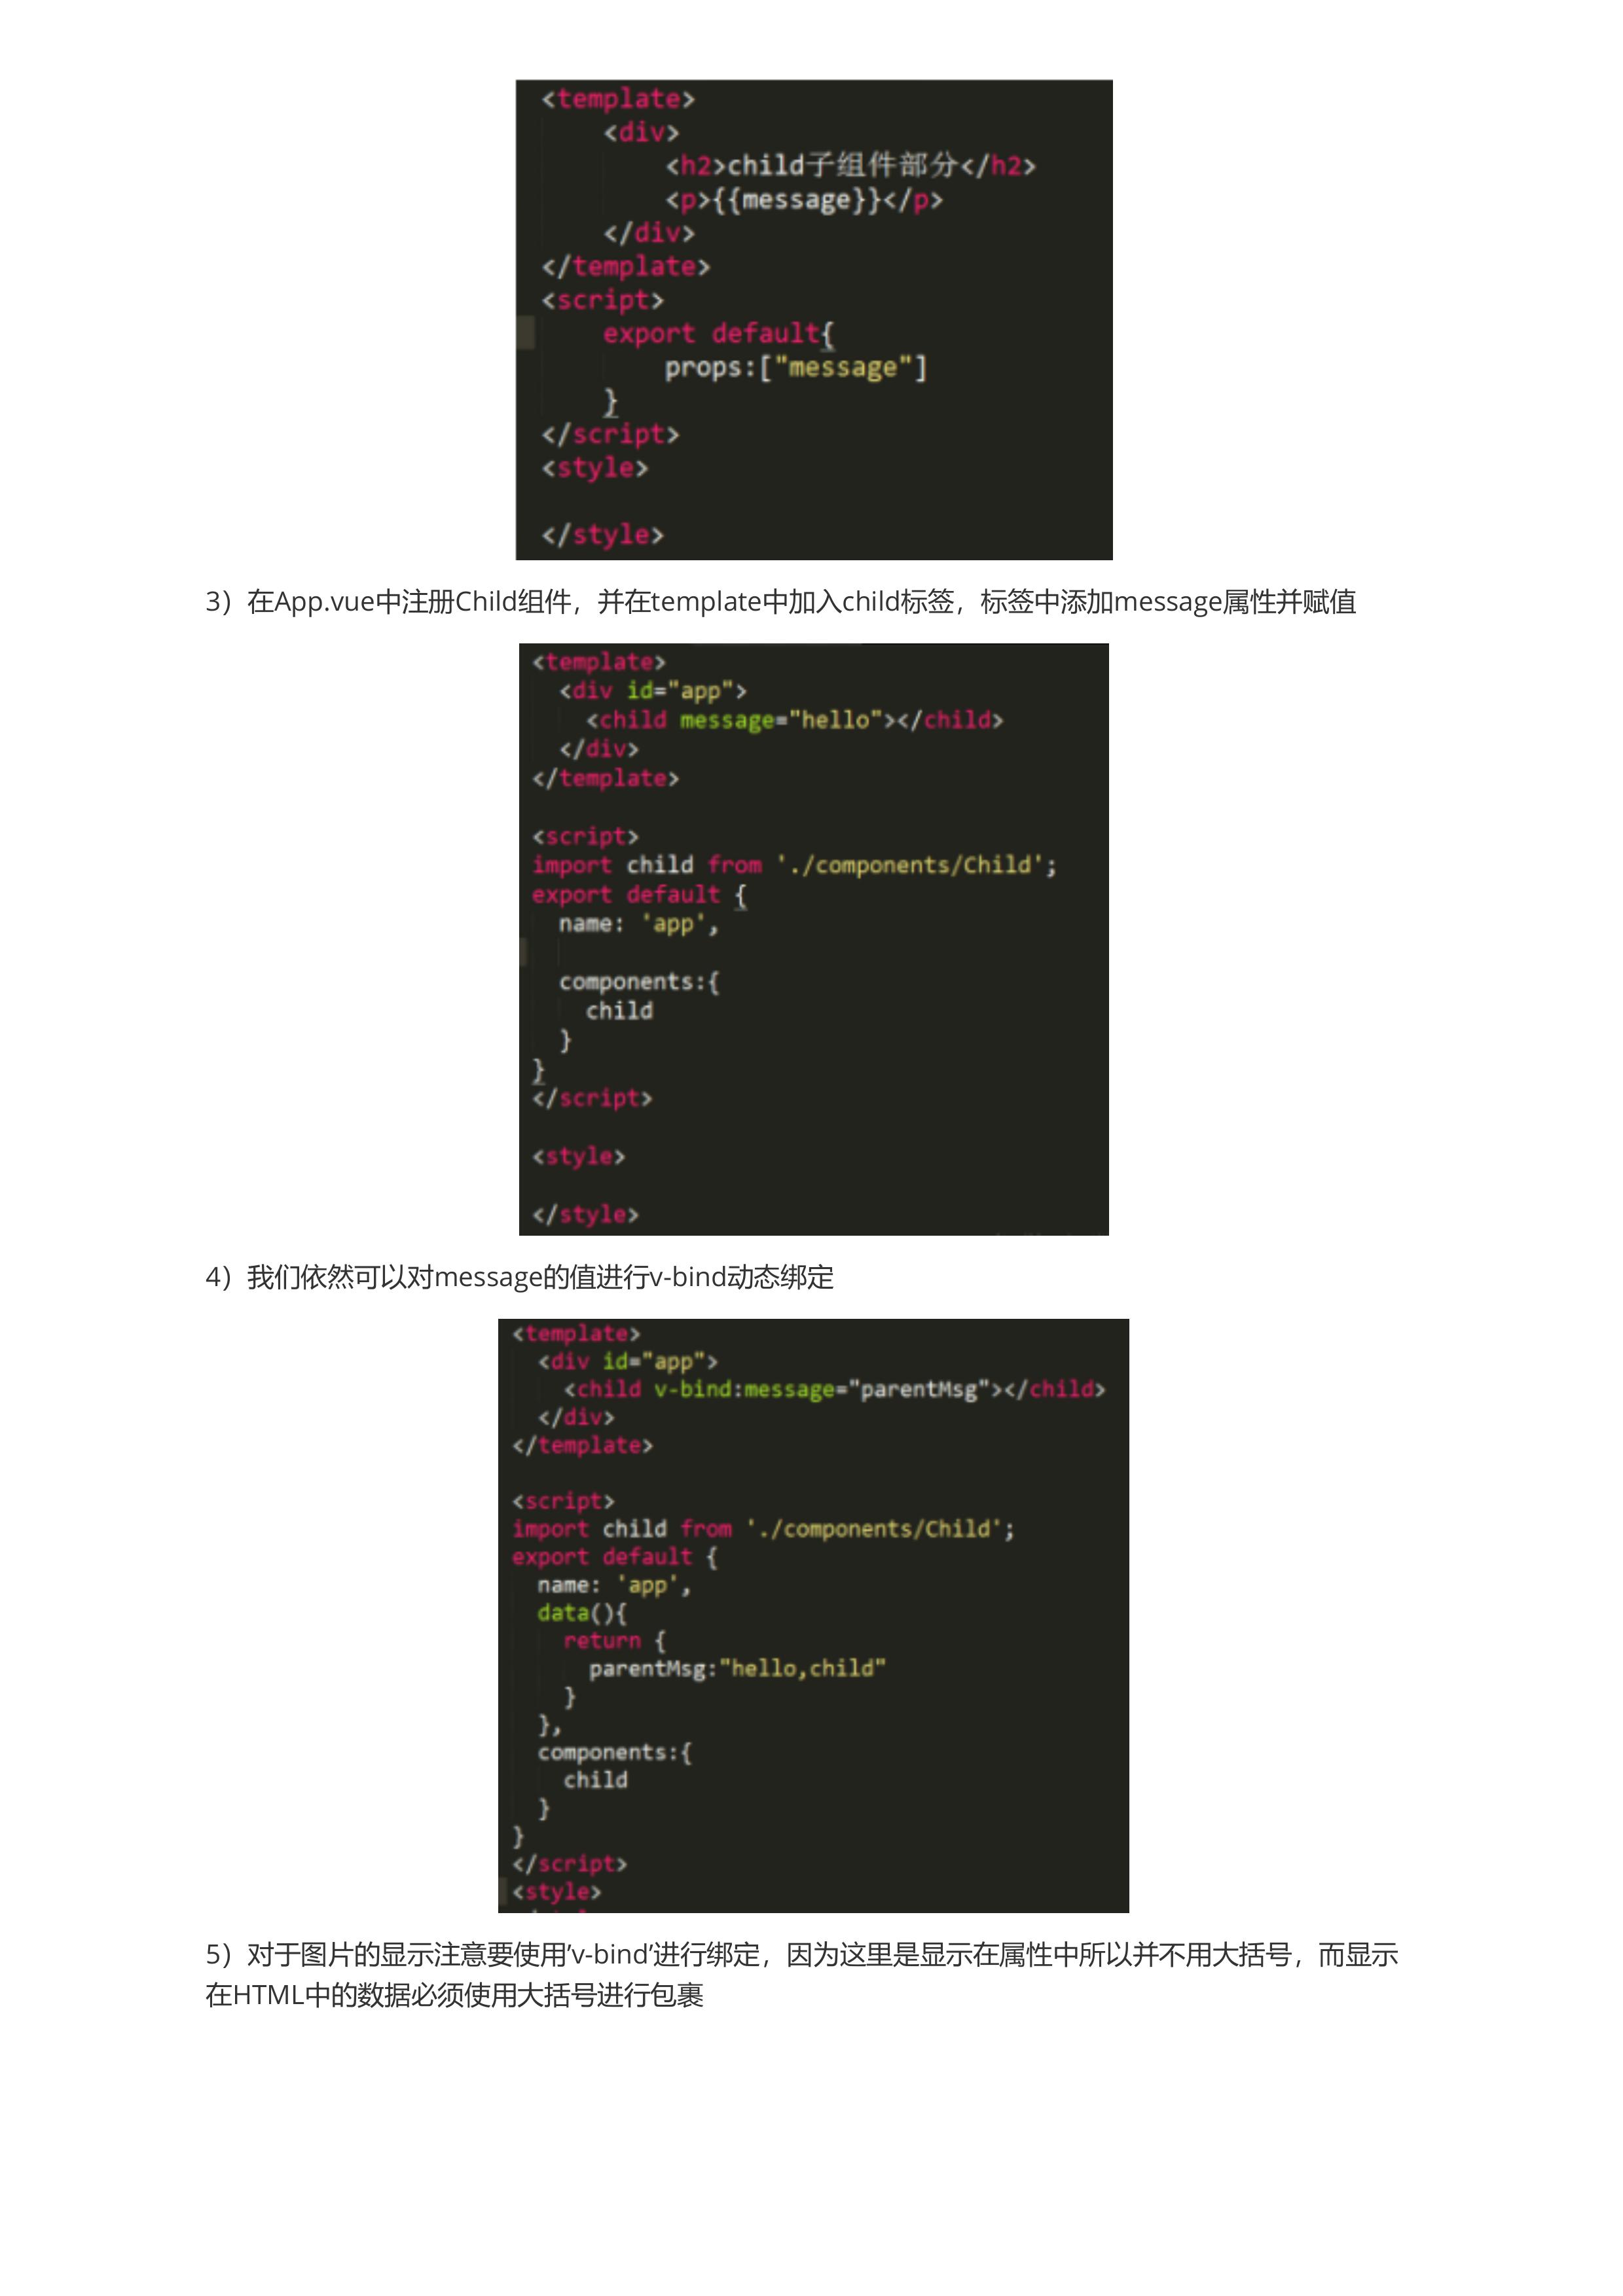 <template>
    <div>
        <h2>child子组件部分</h2>
        <p>{{message}}</p>
    </div>
</template>
<script>
    export default{
        props:["message"]
    }
</script>
<style>
</style>
3）在App.vue中注册Child组件，并在template中加入child标签，标签中添加message属性并赋值
<template>
  <div id="app">
    <child message="hello"></child>
  </div>
</template>
<script>
import child from './components/Child';
export default {
  name: 'app',
  components:{
    child
  }
}
</script>
<style>
</style>
4）我们依然可以对message的值进行v-bind动态绑定
<template>
  <div id="app">
    <child v-bind:message="parentMsg"></child>
  </div>
</template>
<script>
import child from './components/Child';
export default {
  name: 'app',
  data(){
    return {
      parentMsg:"hello,child"
    }
  },
  components:{
    child
  }
}
</script>
<style>
5）对于图片的显示注意要使用’v-bind’进行绑定，因为这里是显示在属性中所以并不用大括号，而显示
在HTML中的数据必须使用大括号进行包裹